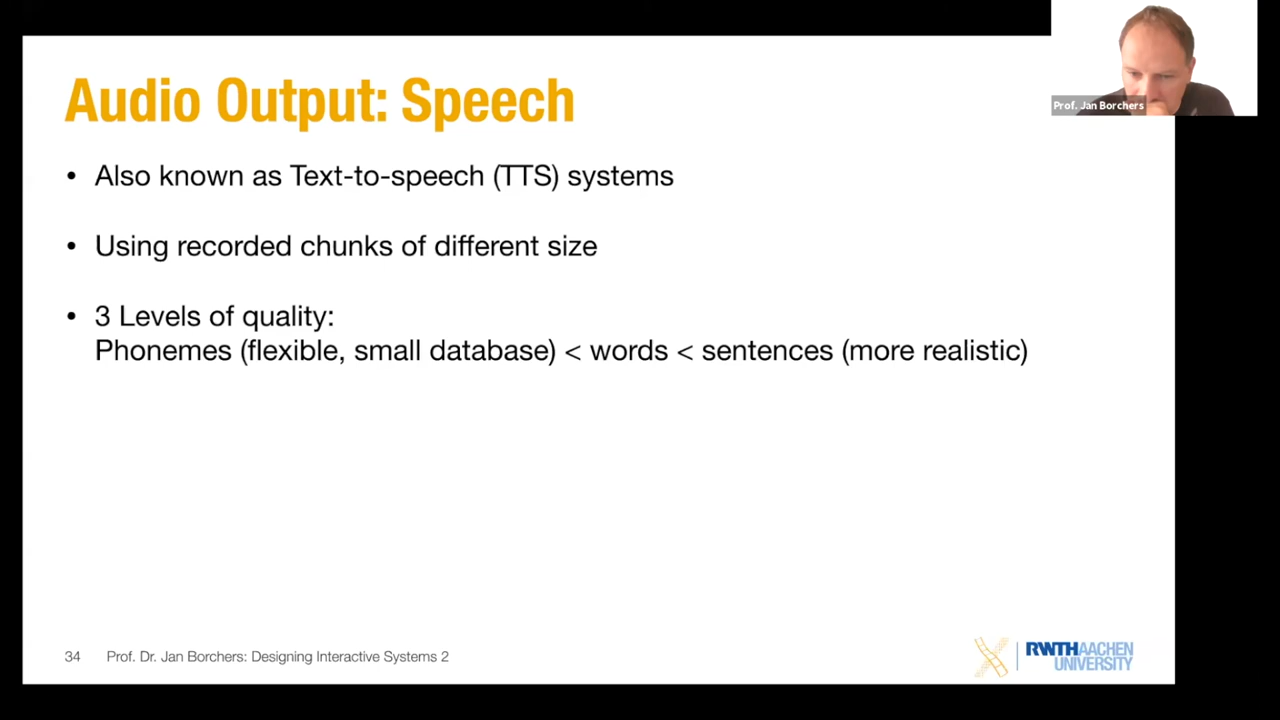 Audio Output: Speech
Prof. Jan Borchers
• Also known as Text-to-speech (TTS) systems
• Using recorded chunks of different size
• 3 Levels of quality:
Phonemes (flexible, small database) < words < sentences (more realistic)
34 Prof. Dr. Jan Borchers: Designing Interactive Systems 2
RWTHAACHEN
UNIVERSITY